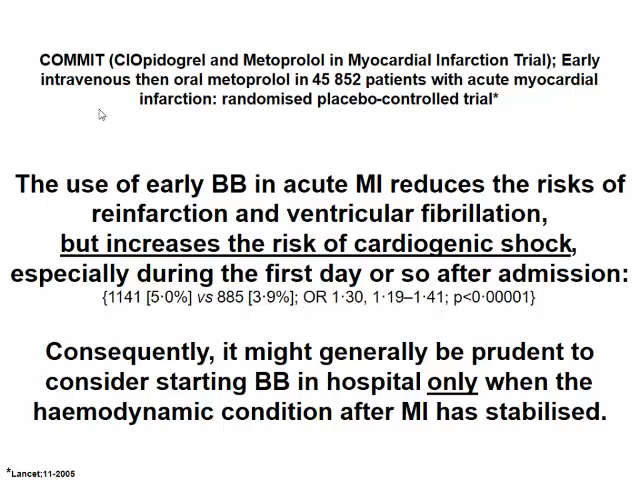 COMMIT (ClOpidogrel and Metoprolol in Myocardial Infarction Trial); Early
intravenous then oral metoprolol in 45 852 patients with acute myocardial
infarction: randomised placebo-controlled trial*
The use of early BB in acute MI reduces the risks of
reinfarction and ventricular fibrillation,
but increases the risk of cardiogenic shock,
especially during the first day or so after admission:
{1141 [5·0%] vs 885 [3·9%]; OR 1·30, 1·19–1·41; p<0·00001}
Consequently, it might generally be prudent to
consider starting BB in hospital only when the
haemodynamic condition after MI has stabilised.
*Lancet;11-2005